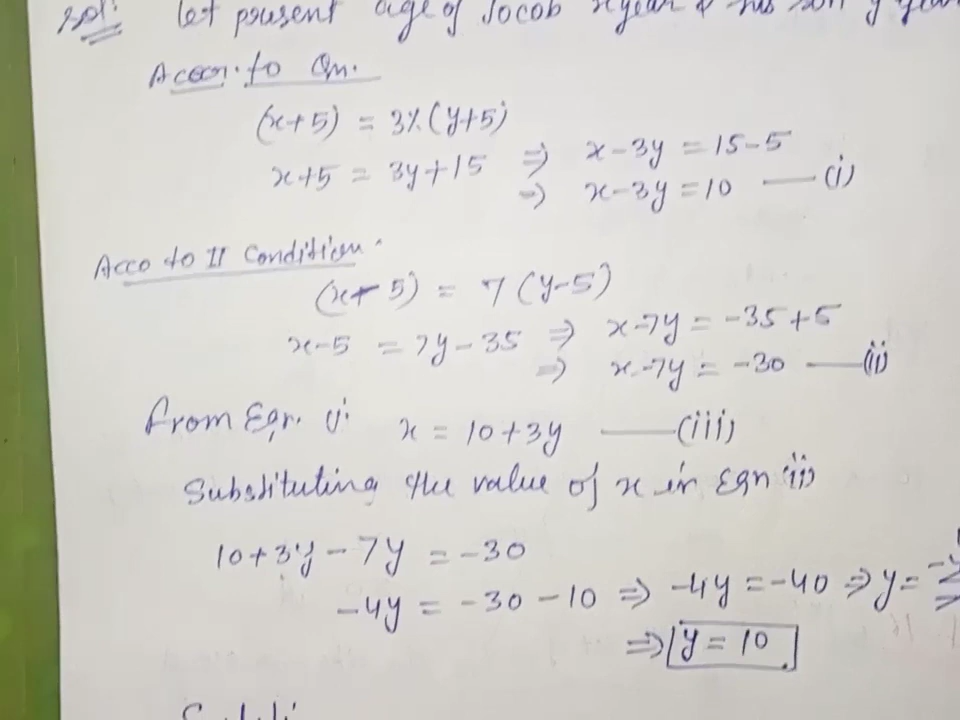 Sol: let present age of Jocob x year & his son y year
Accor. to Qn.
(x+5) = 3×(y+5)
x+5 = 3y+15 ⇒ x-3y = 15-5
⇒ x-3y = 10 —— (i)
Acco to II Condition.
(x-5) = 7(y-5)
x-5 = 7y-35 ⇒ x-7y = -35+5
⇒ x-7y = -30 —— (ii)
from Eqn. (i). x = 10+3y —— (iii)
Substituting the value of x in Eqn (ii)
10+3y-7y = -30
-4y = -30-10 ⇒ -4y = -40 ⇒ y =
⇒ y = 10